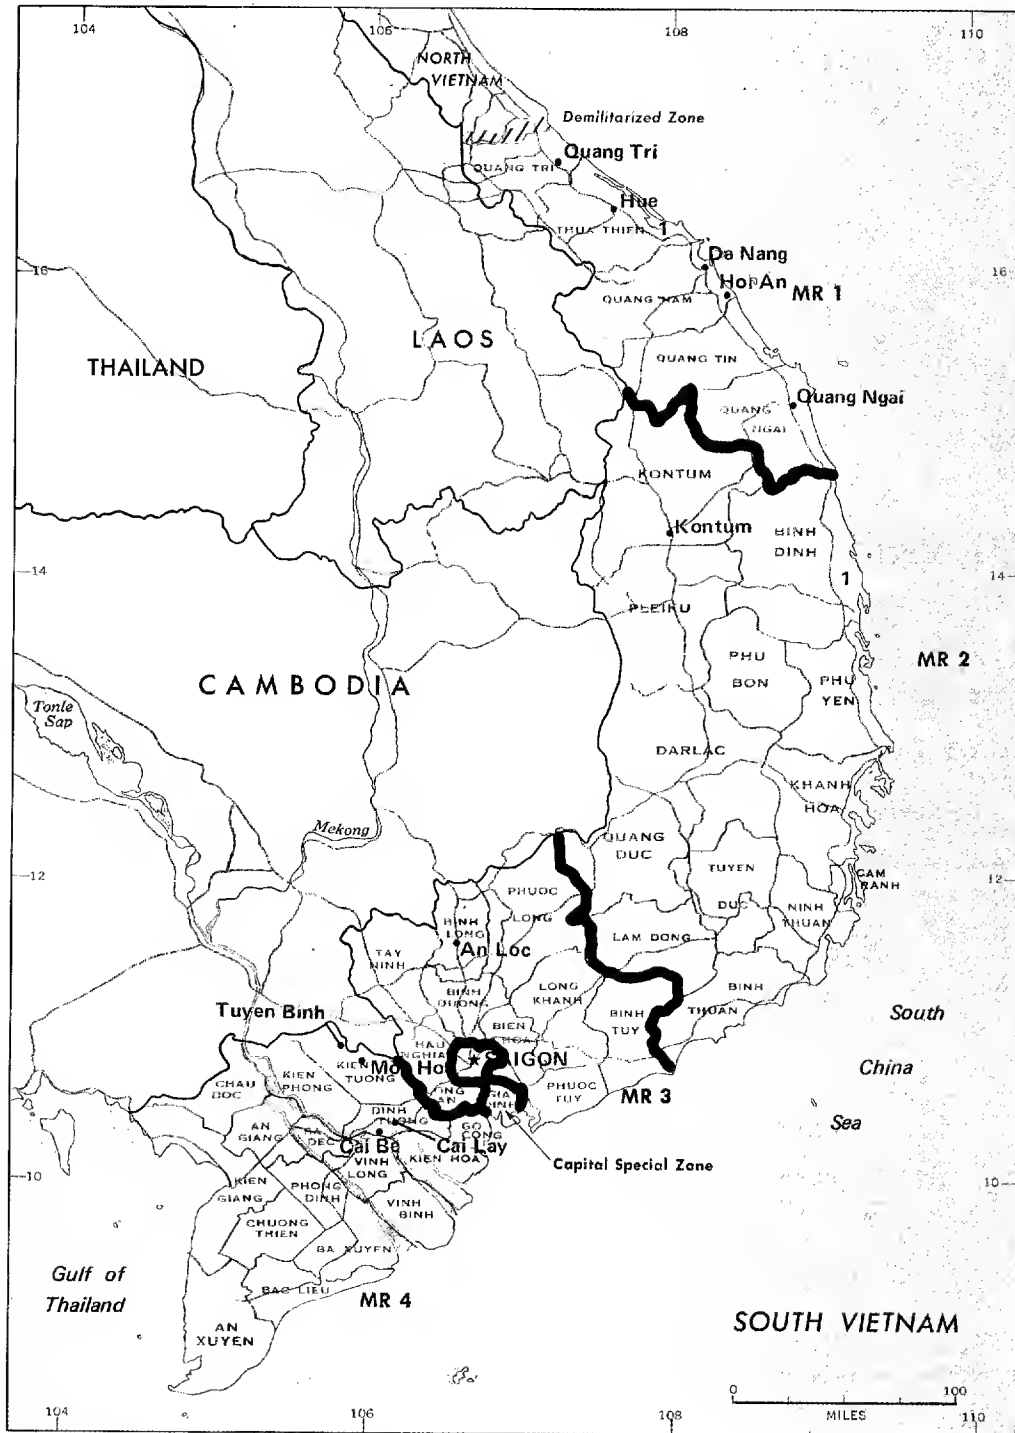 104
106
108
110
NORTH
VIETNAM
Demilitarized Zone
Quang Tri
QUANG TRI
Hue
THUA THIEN
1
Da Nang
16
16
Hoi An
MR 1
QUANG NAM
LAOS
QUANG TIN
THAILAND
Quang Ngai
QUANG
NGAI
KONTUM
Kontum
BINH
DINH
14
1
14
PLEIKU
PHU
BON
MR 2
CAMBODIA
PHU
YEN
Tonle
Sap
DARLAC
KHANH
HOA
Mekong
QUANG
DUC
TUYEN
DUC
12
CAM
RANH
12
PHUOC
LONG
NINH
THUAN
BINH
LONG
An Loc
LAM DONG
TAY
NINH
BINH
DUONG
LONG
KHANH
BINH
THUAN
Tuyen Binh
BINH
TUY
BIEN
HOA
South
China
Sea
HAU
NGHIA
SAIGON
KIEN
TUONG
KIEN
PHONG
CHAU
DOC
LONG
AN
GIA
DINH
PHUOC
TUY
MR 3
DINH
TUONG
GO
CONG
AN
GIANG
SA
DEC
Cai Be
Cai Lay
KIEN HOA
Capital Special Zone
VINH
LONG
10
10
KIEN
GIANG
PHONG
DINH
VINH
BINH
CHUONG
THIEN
BA XUYEN
Gulf of
Thailand
BAC LIEU
MR 4
AN
XUYEN
SOUTH VIETNAM
0
100
MILES
104
106
108
110